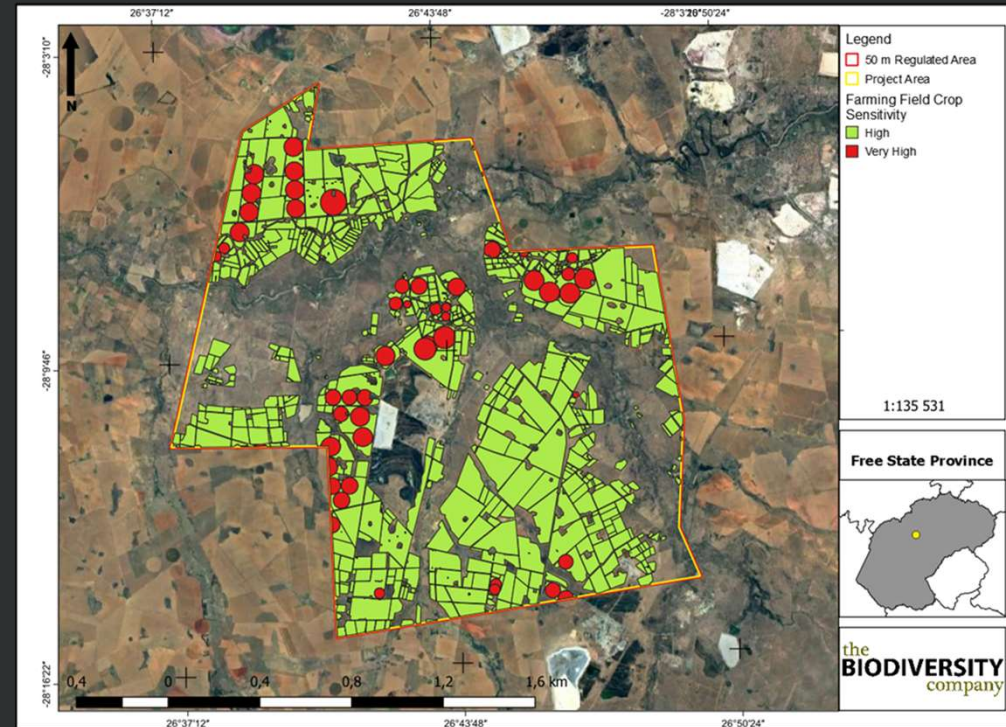 26°37'12"
26°43'48"
-28°3'10"
26°50'24"
-28°3'10"
N
-28°9'46"
-28°16'22"
0,4 0 0,4 0,8 1,2 1,6 km
26°37'12"
26°43'48"
26°50'24"
Legend
50 m Regulated Area
Project Area
Farming Field Crop
Sensitivity
High
Very High
1:135 531
Free State Province
the
BIODIVERSITY
company